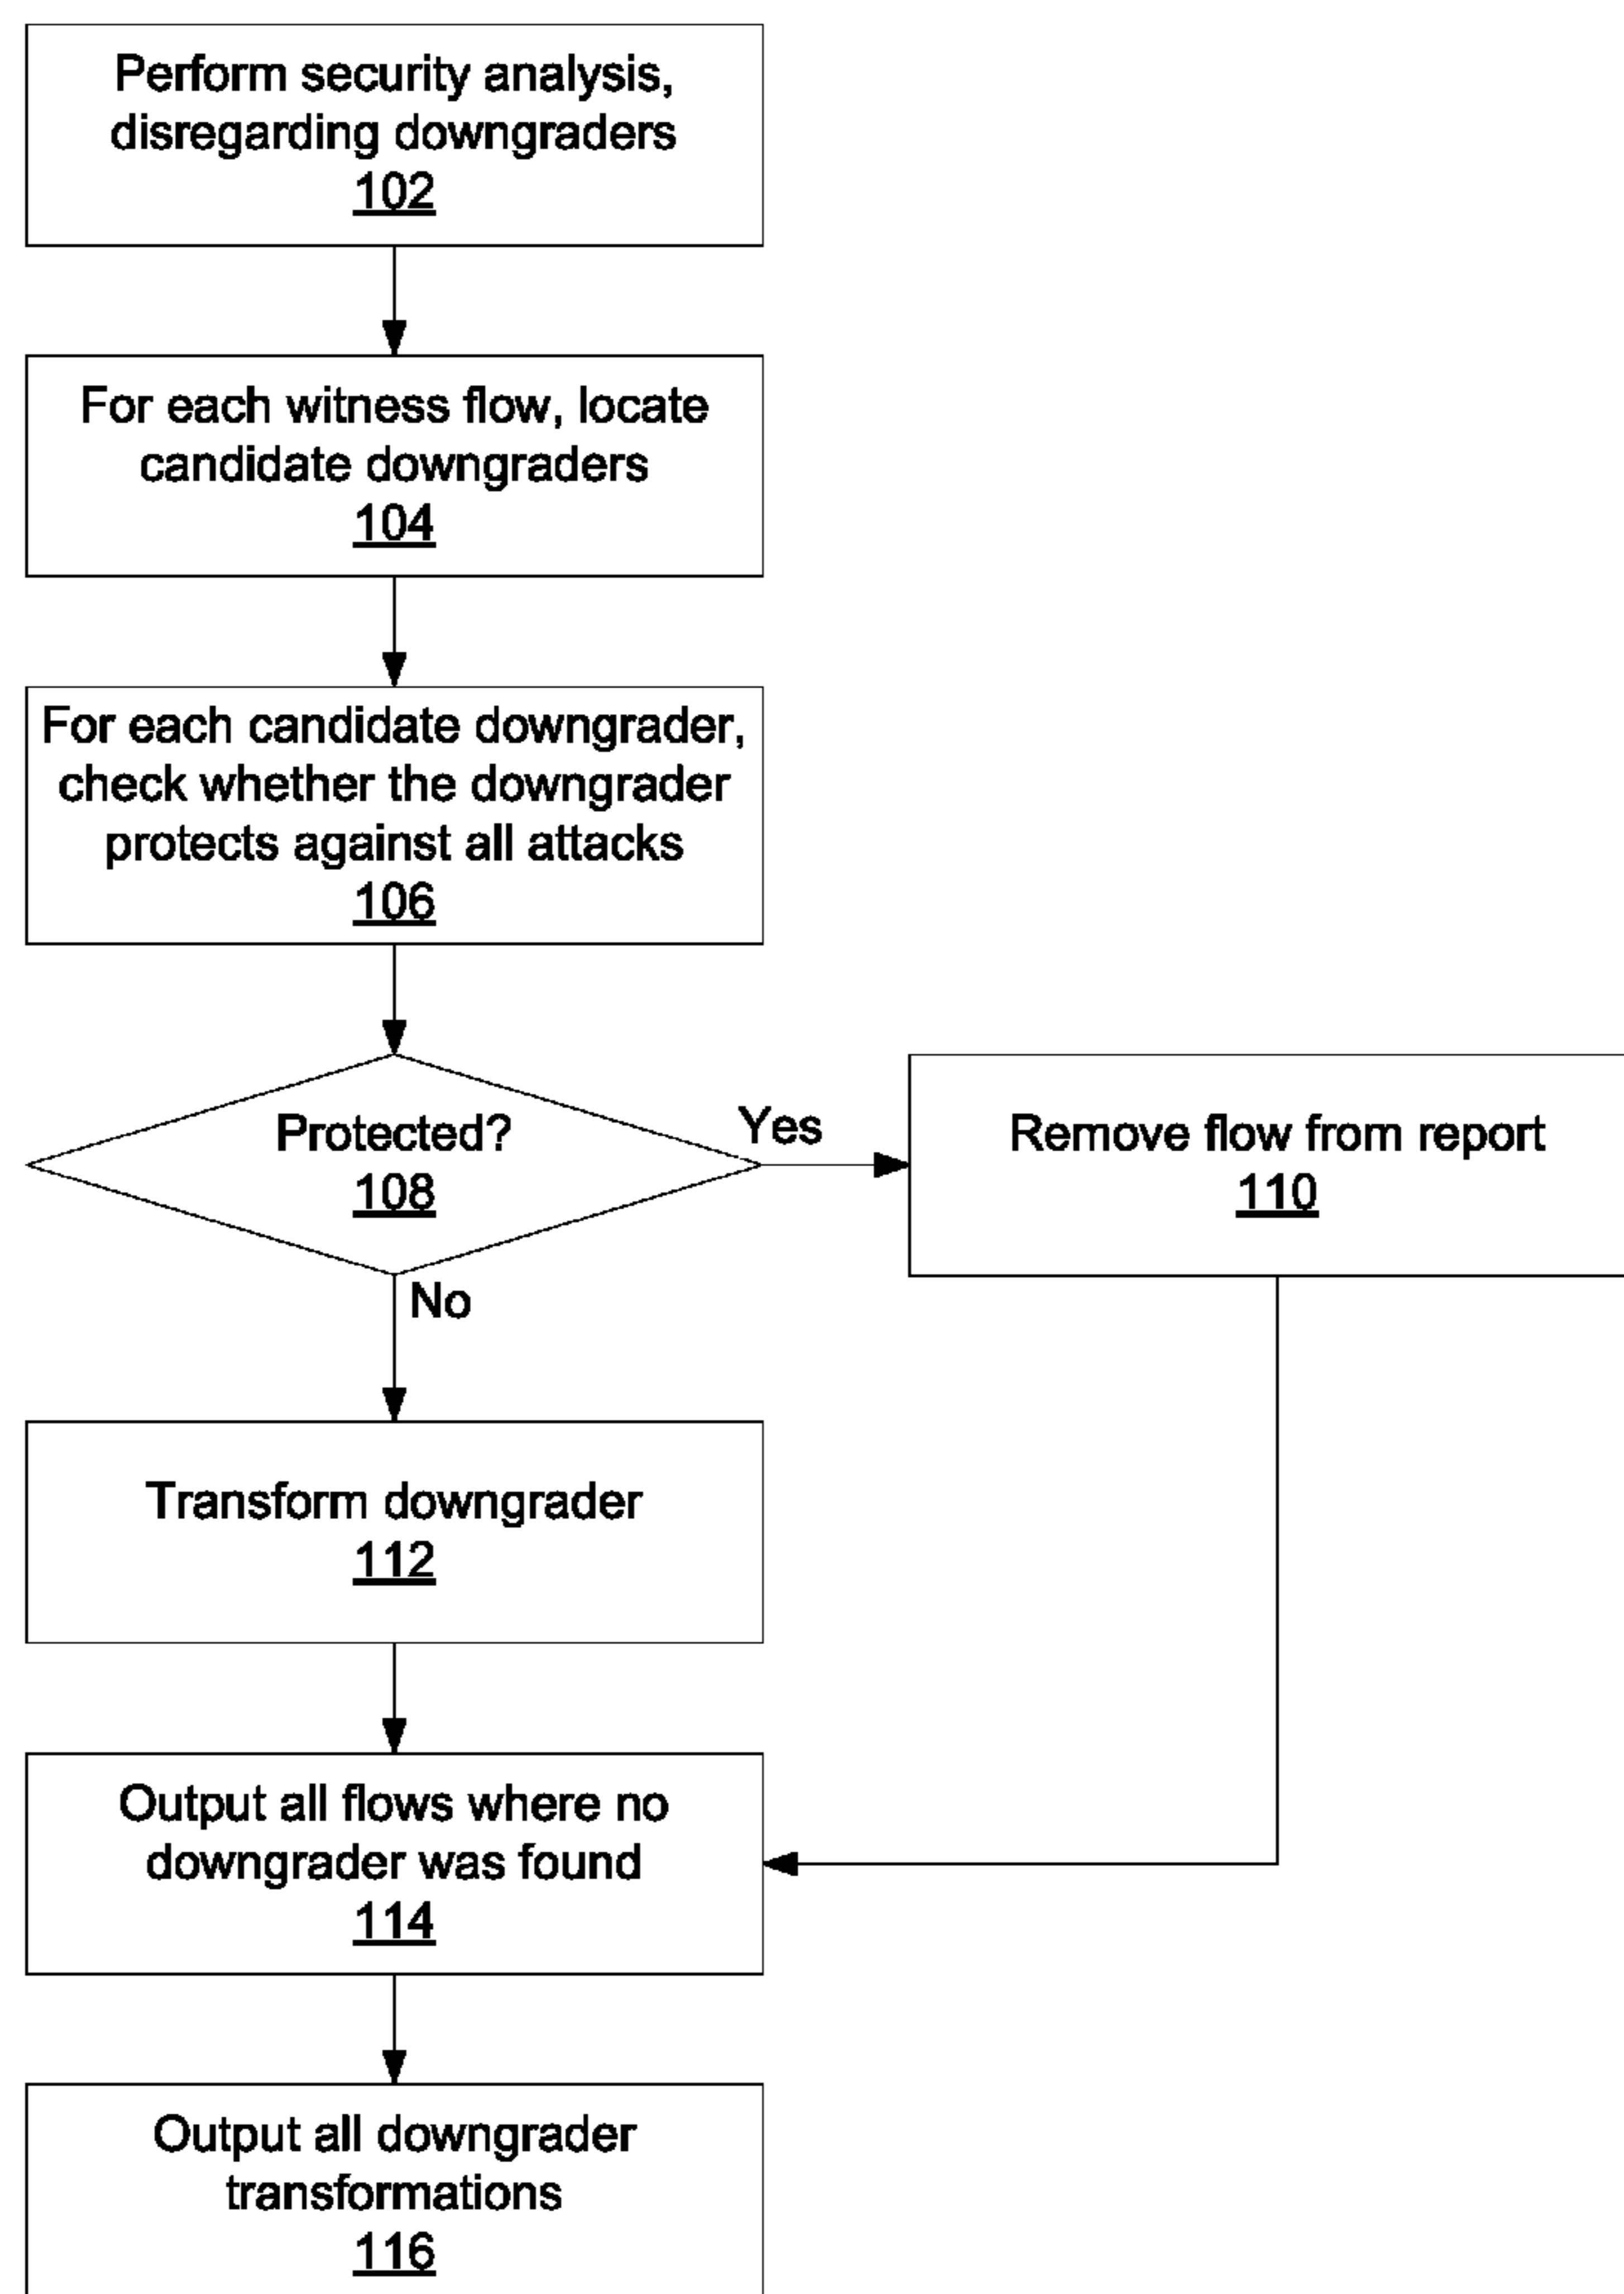 Perform security analysis,
disregarding downgraders
102
For each witness flow, locate
candidate downgraders
104
For each candidate downgrader,
check whether the downgrader
protects against all attacks
106
Protected?
108
Yes
Remove flow from report
110
No
Transform downgrader
112
Output all flows where no
downgrader was found
114
Output all downgrader
transformations
116